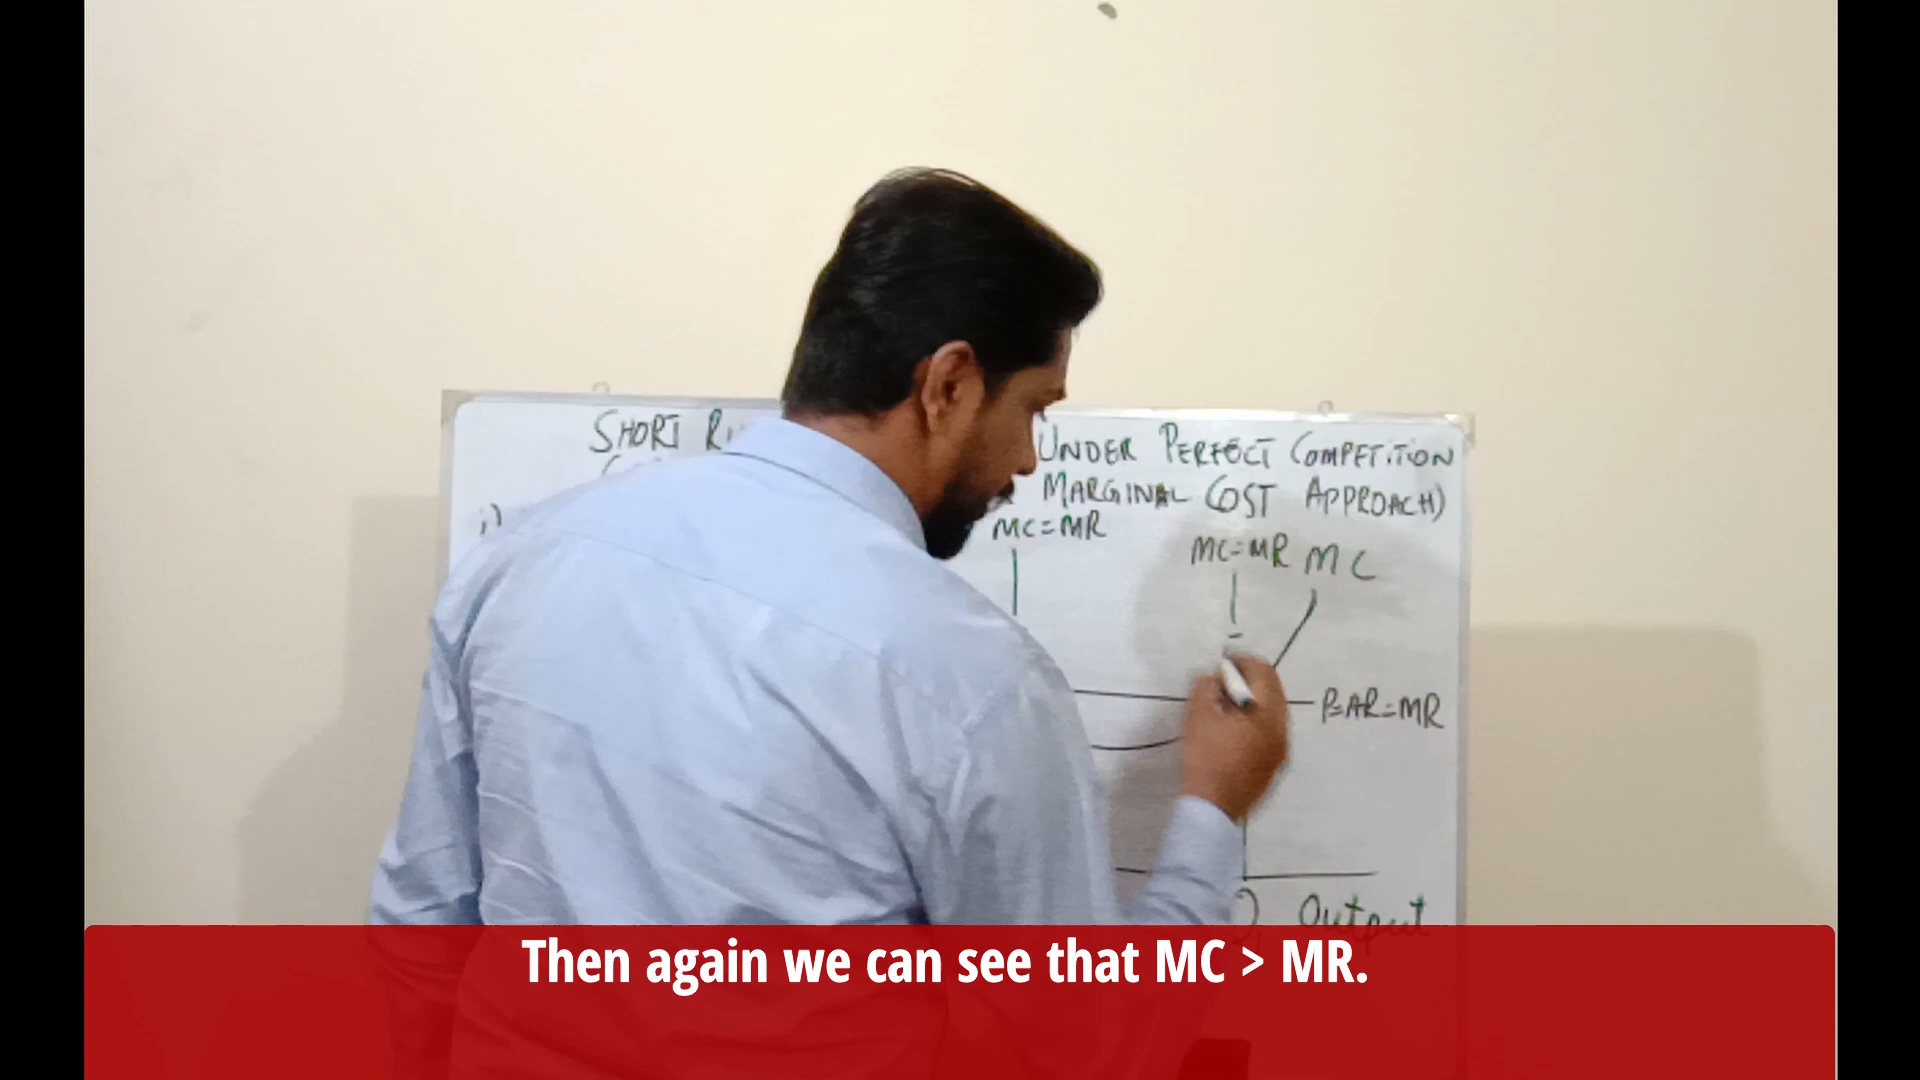 SHORT RU UNDER PERFECT COMPETITION
MARGINAL COST APPROACH)
i)
MC=MR
MC=MR MC
P=AR=MR
Output
Then again we can see that MC > MR.